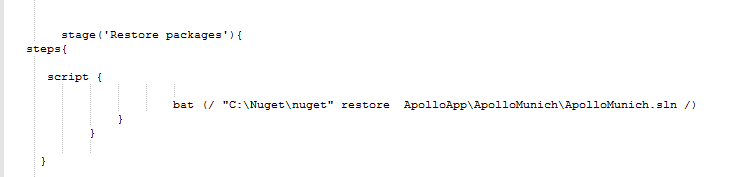 stage('Restore packages'){
steps{
script {
bat (/ "C:\Nuget\nuget" restore  ApolloApp\ApolloMunich\ApolloMunich.sln /)
}
}
}